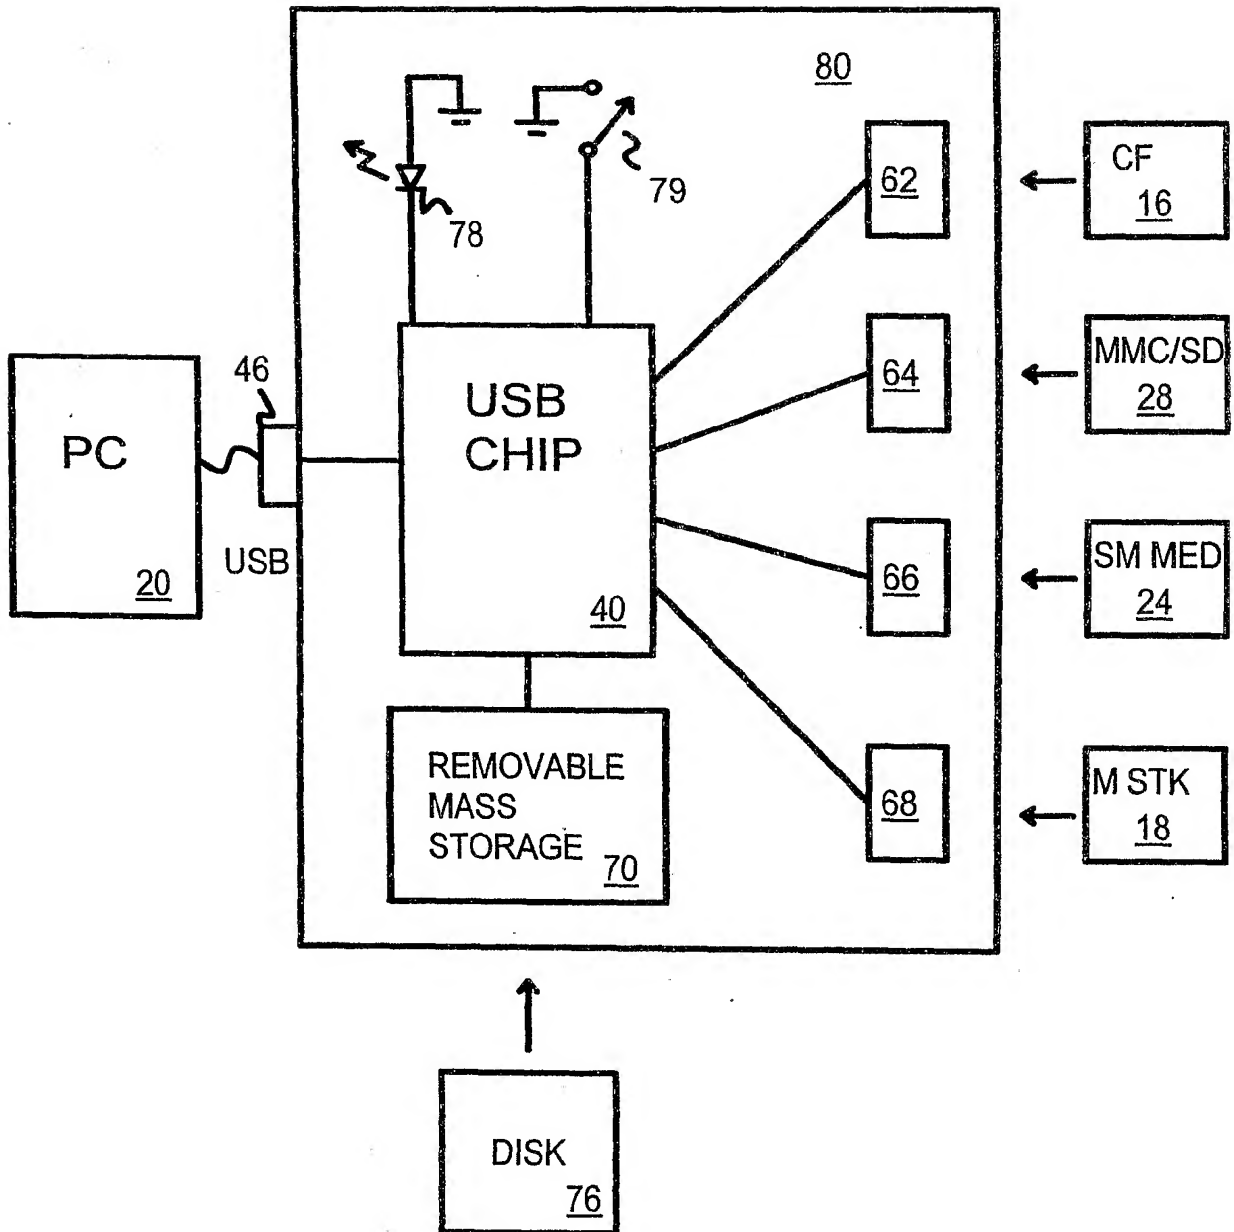 80
78
79
62
CF
16
64
MMC/SD
28
46
PC
20
USB
USB
CHIP
40
66
SM MED
24
REMOVABLE
MASS
STORAGE
70
68
M STK
18
DISK
76